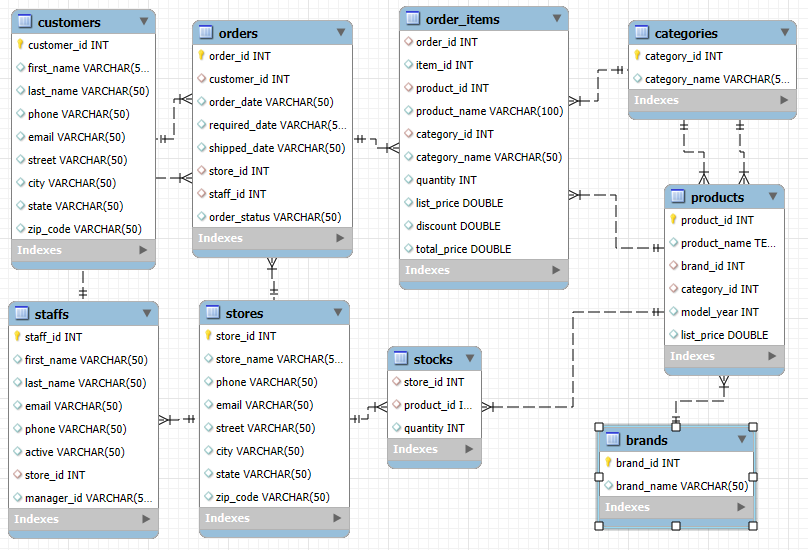 customers
customer_id INT
first_name VARCHAR(5...
last_name VARCHAR(50)
phone VARCHAR(50)
email VARCHAR(50)
street VARCHAR(50)
city VARCHAR(50)
state VARCHAR(50)
zip_code VARCHAR(50)
Indexes
orders
order_id INT
customer_id INT
order_date VARCHAR(50)
required_date VARCHAR(5...
shipped_date VARCHAR(50)
store_id INT
staff_id INT
order_status VARCHAR(50)
Indexes
order_items
order_id INT
item_id INT
product_id INT
product_name VARCHAR(100)
category_id INT
category_name VARCHAR(50)
quantity INT
list_price DOUBLE
discount DOUBLE
total_price DOUBLE
Indexes
categories
category_id INT
category_name VARCHAR(5...
Indexes
products
product_id INT
product_name TE...
brand_id INT
category_id INT
model_year INT
list_price DOUBLE
Indexes
staffs
staff_id INT
first_name VARCHAR(50)
last_name VARCHAR(50)
email VARCHAR(50)
phone VARCHAR(50)
active VARCHAR(50)
store_id INT
manager_id VARCHAR(5...
Indexes
stores
store_id INT
store_name VARCHAR(5...
phone VARCHAR(50)
email VARCHAR(50)
street VARCHAR(50)
city VARCHAR(50)
state VARCHAR(50)
zip_code VARCHAR(50)
Indexes
stocks
store_id INT
product_id I...
quantity INT
Indexes
brands
brand_id INT
brand_name VARCHAR(50)
Indexes